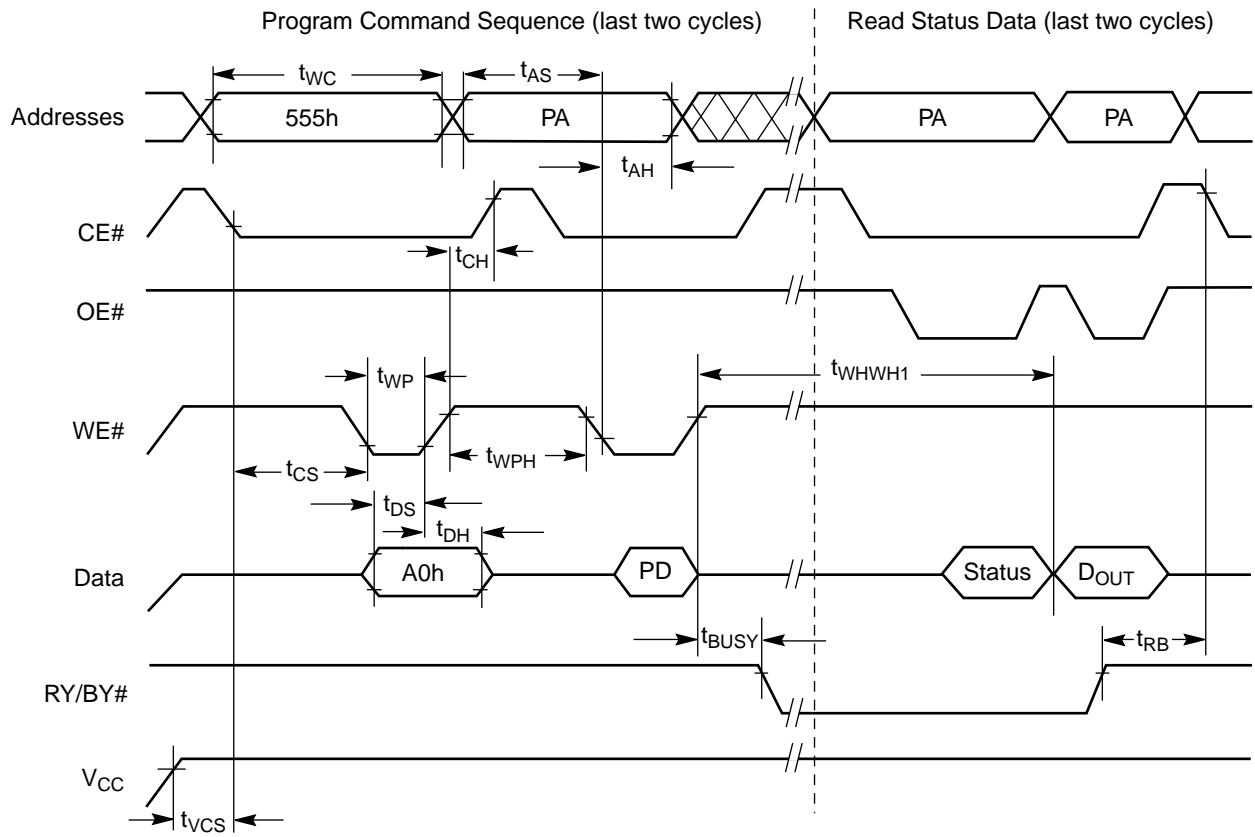 Program Command Sequence (last two cycles)
Read Status Data (last two cycles)
tWC
tAS
Addresses
555h
PA
PA
PA
tAH
CE#
tCH
OE#
tWP
tWHWH1
WE#
tCS
tWPH
tDS
tDH
Data
A0h
PD
Status
DOUT
tBUSY
tRB
RY/BY#
VCC
tVCS